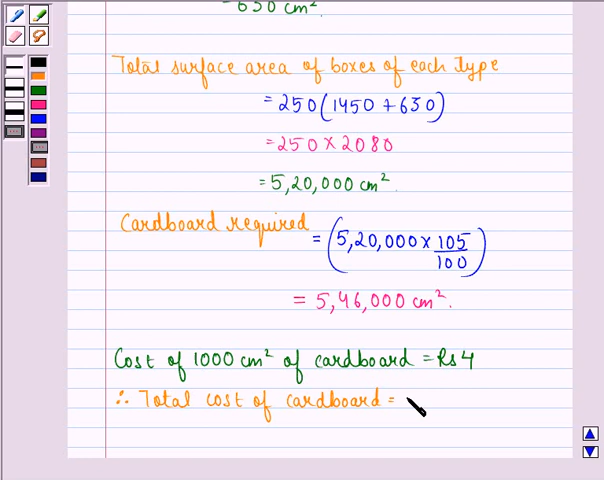 = 630 cm².
Total surface area of boxes of each type
= 250(1450 + 630)
= 250 × 2080
= 5,20,000 cm².
Cardboard required = (5,20,000 × 105/100)
= 5,46,000 cm².
Cost of 1000 cm² of cardboard = Rs 4
∴ Total cost of cardboard =